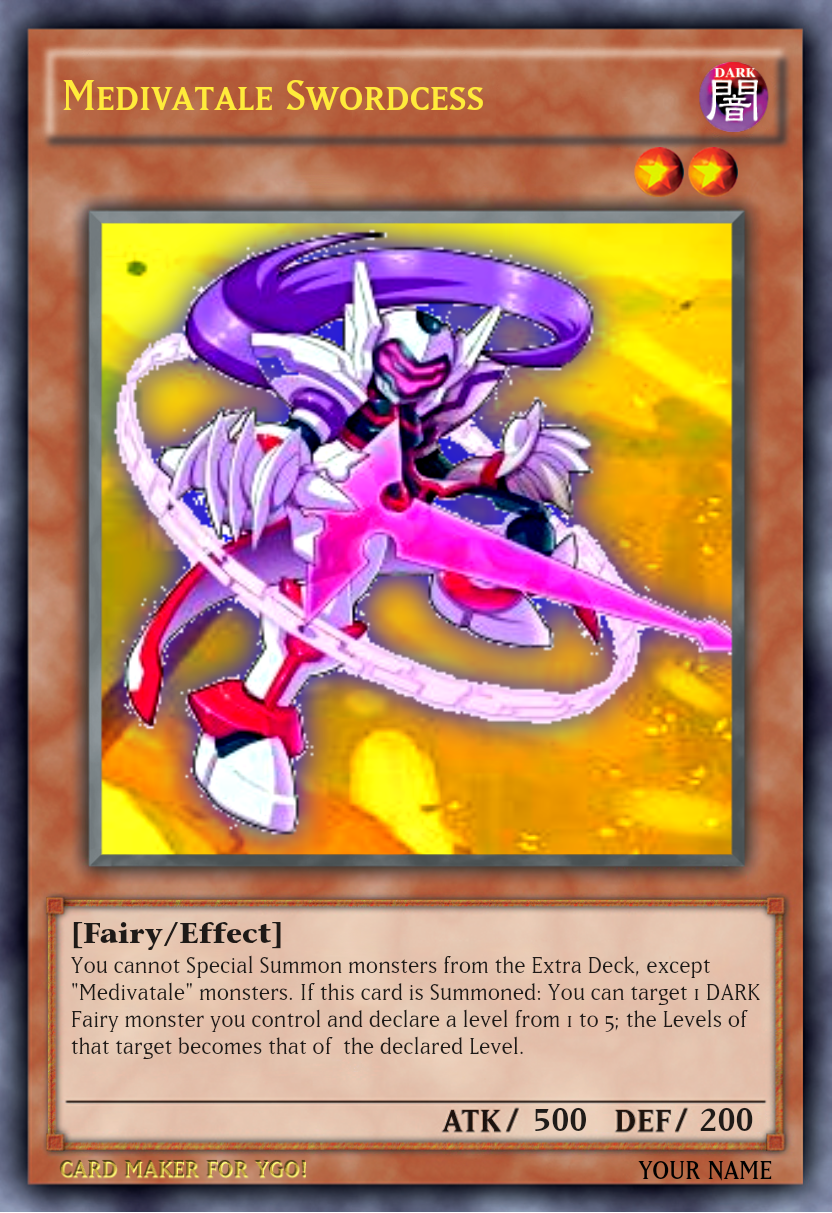 Medivatale Swordcess
DARK
闇
[Fairy/Effect]
You cannot Special Summon monsters from the Extra Deck, except
"Medivatale" monsters. If this card is Summoned: You can target 1 DARK
Fairy monster you control and declare a level from 1 to 5; the Levels of
that target becomes that of  the declared Level.
ATK/ 500 DEF/ 200
CARD MAKER FOR YGO! YOUR NAME